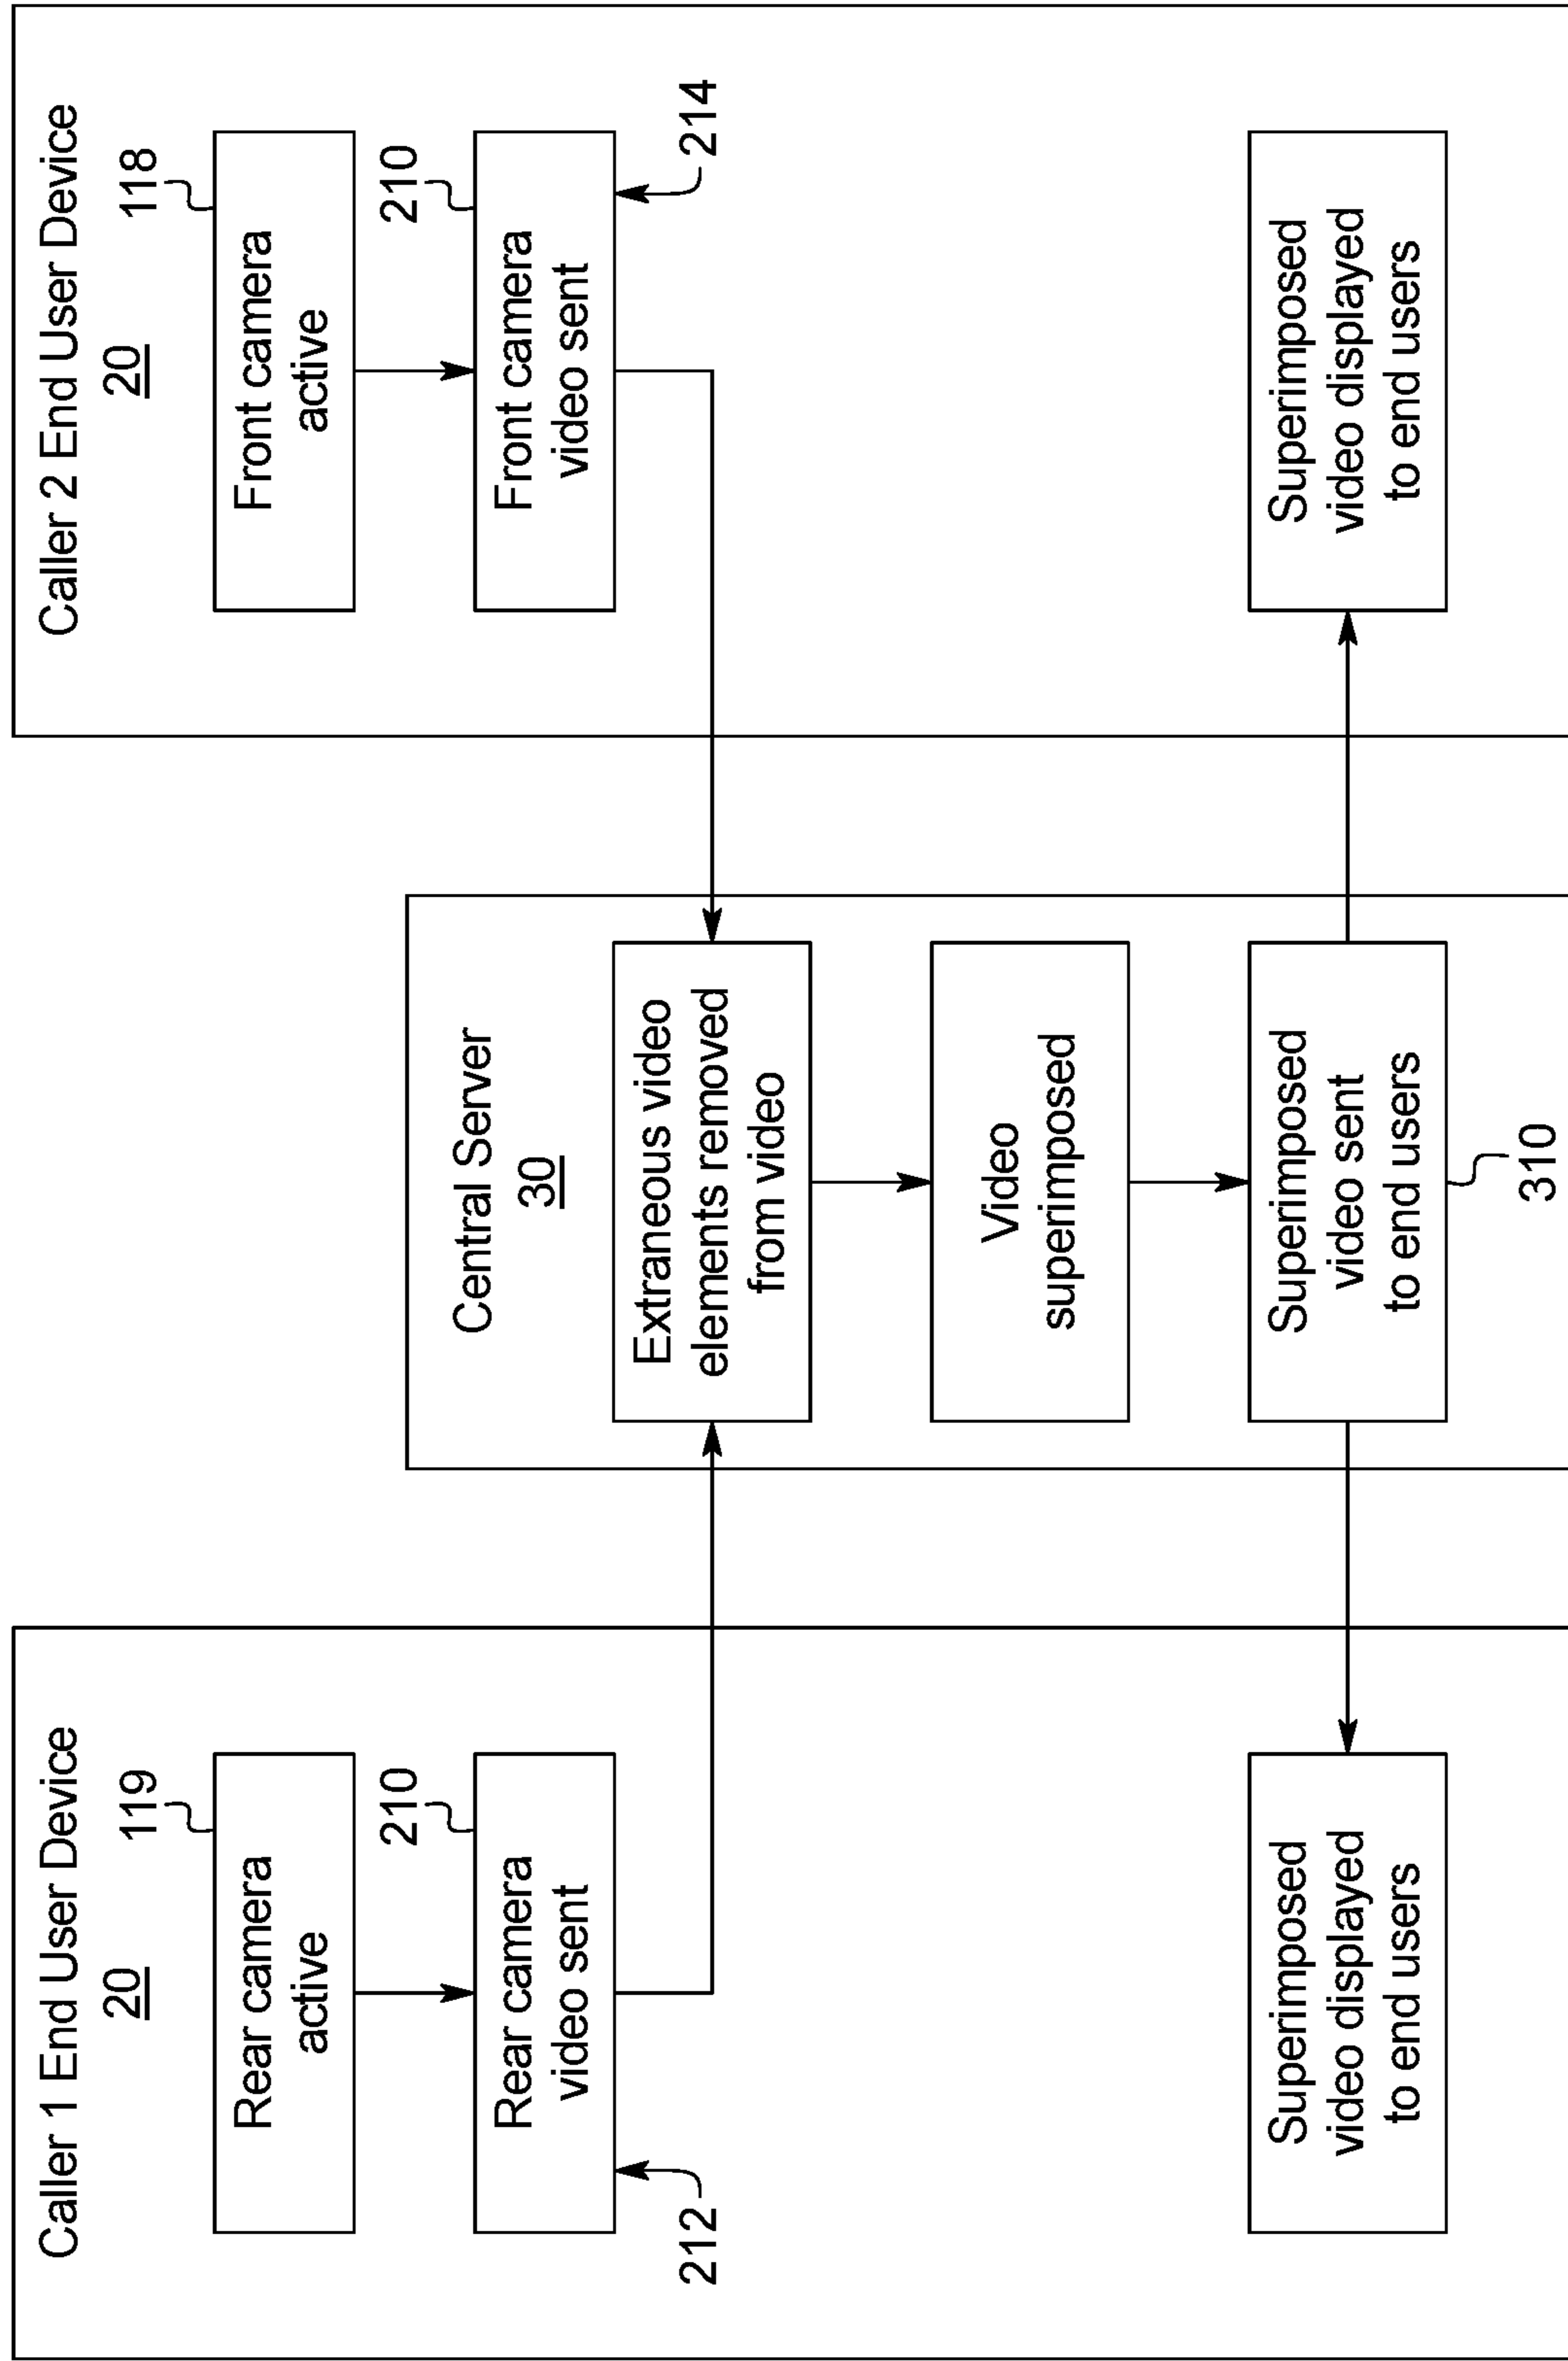 Caller 1 End User Device
20
119
Rear camera
active
210
Rear camera
video sent
212
Superimposed
video displayed
to end users
Central Server
30
Extraneous video
elements removed
from video
Video
superimposed
Superimposed
video sent
to end users
310
Caller 2 End User Device
20
118
Front camera
active
210
Front camera
video sent
214
Superimposed
video displayed
to end users